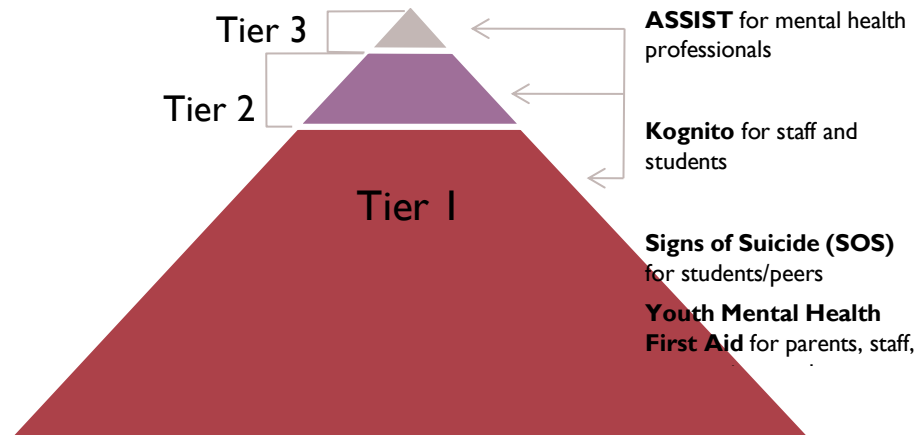 Tier 3
Tier 2
Tier 1
ASSIST for mental health
professionals
Kognito for staff and
students
Signs of Suicide (SOS)
for students/peers
Youth Mental Health
First Aid for parents, staff,